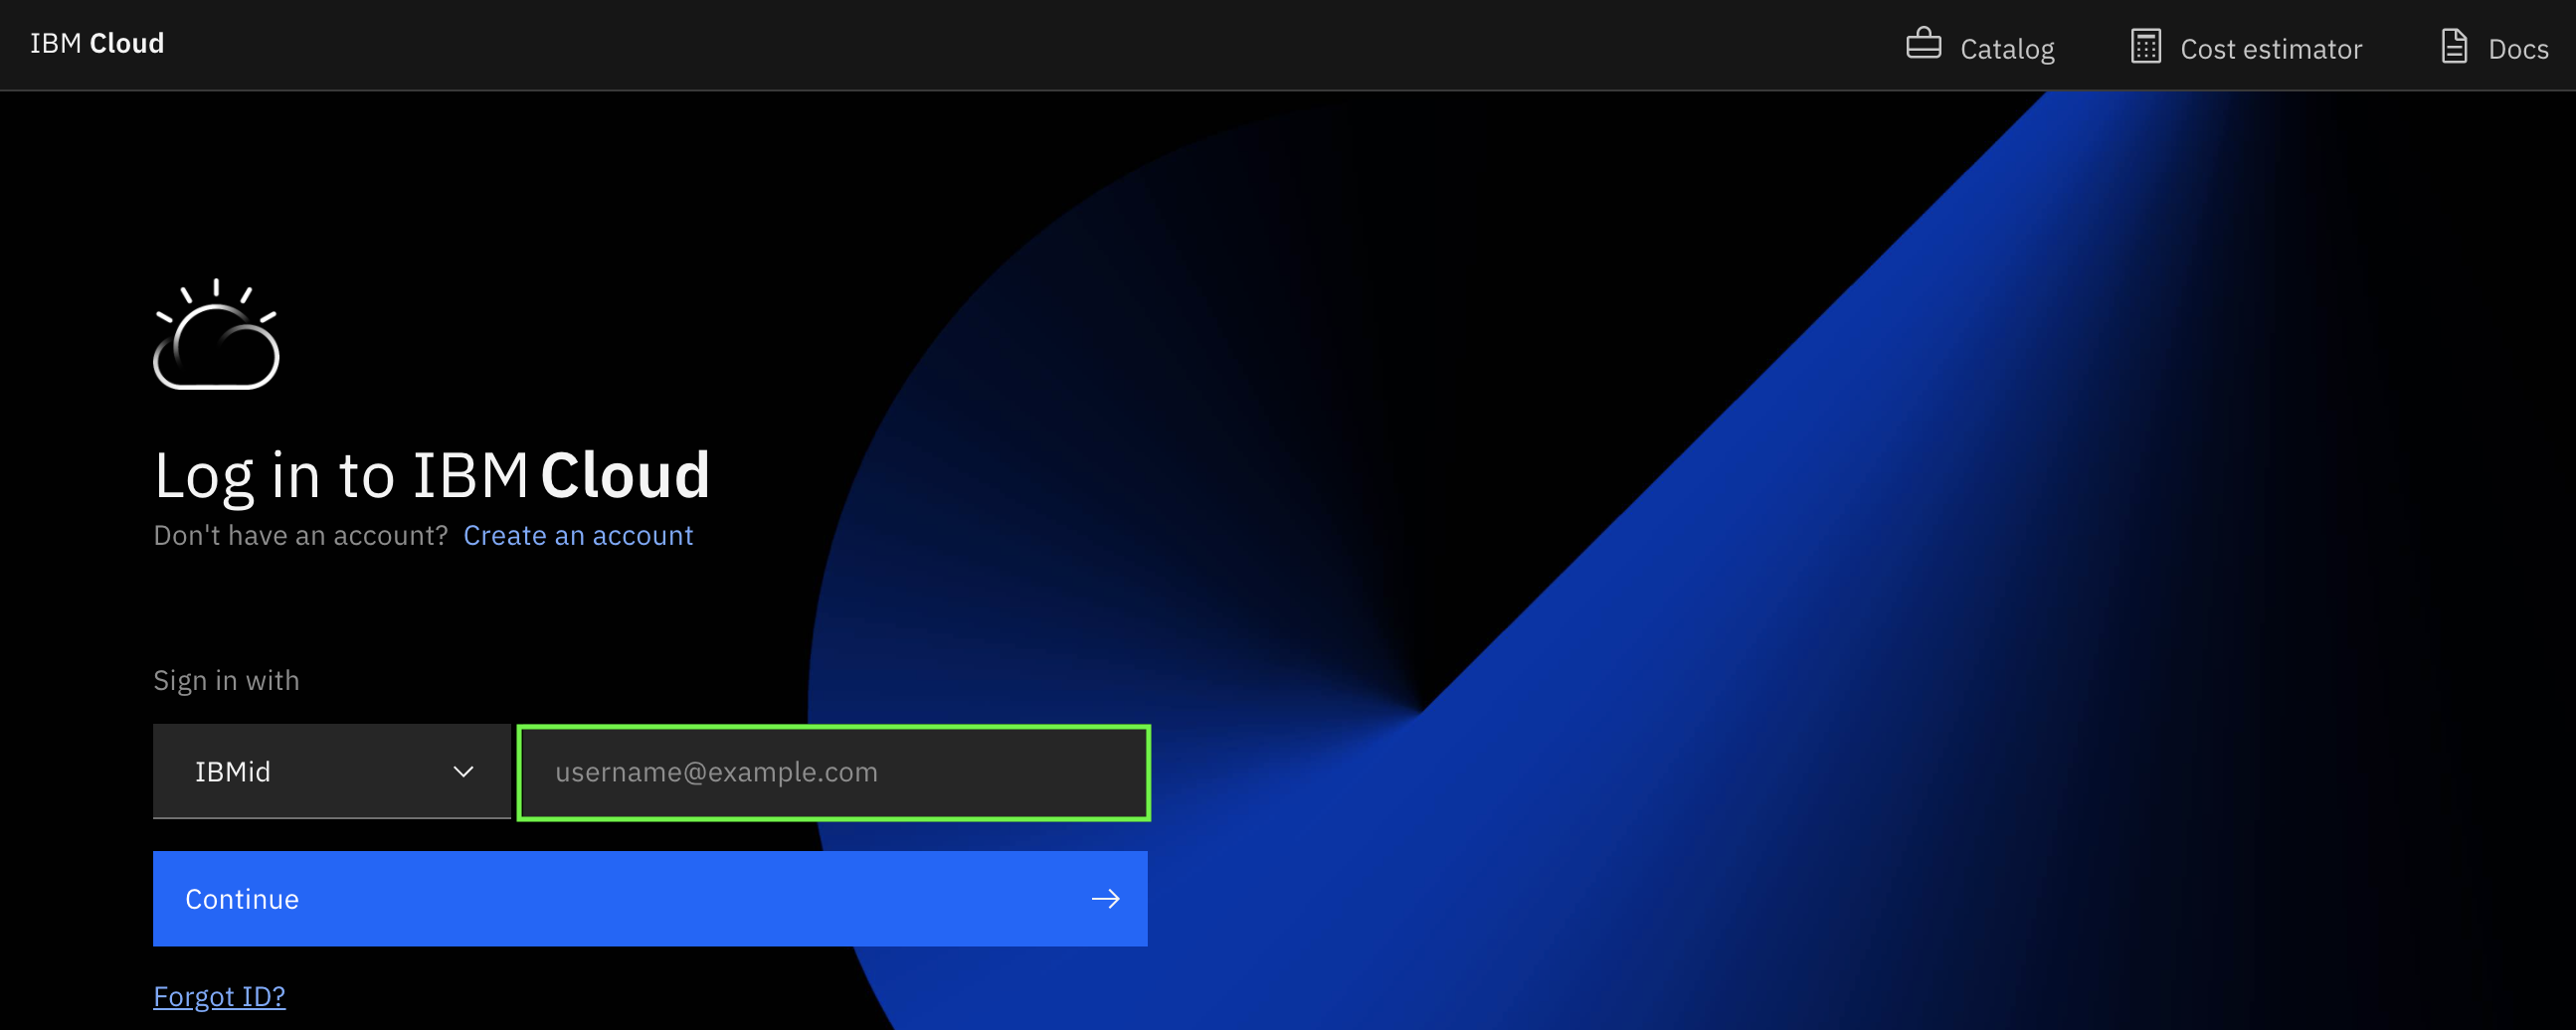 IBM Cloud
Catalog
Cost estimator
Docs
Log in to IBM Cloud
Don't have an account? Create an account
Sign in with
IBMid
username@example.com
Continue
Forgot ID?